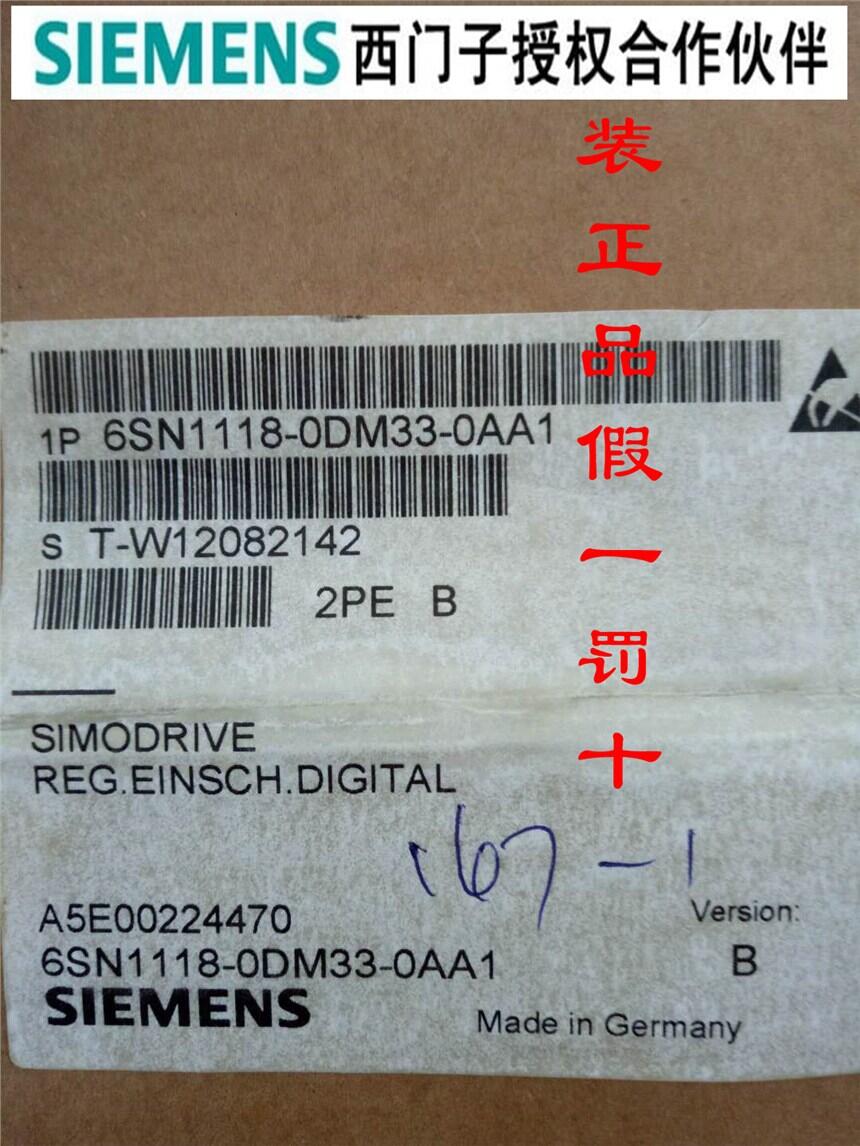 SIEMENS 西门子授权合作伙伴
装正品假一罚十
1P 6SN1118-0DM33-0AA1
S T-W12082142
2PE B
SIMODRIVE
REG.EINSCH.DIGITAL
167-1
A5E00224470
Version:
6SN1118-0DM33-0AA1
B
SIEMENS
Made in Germany